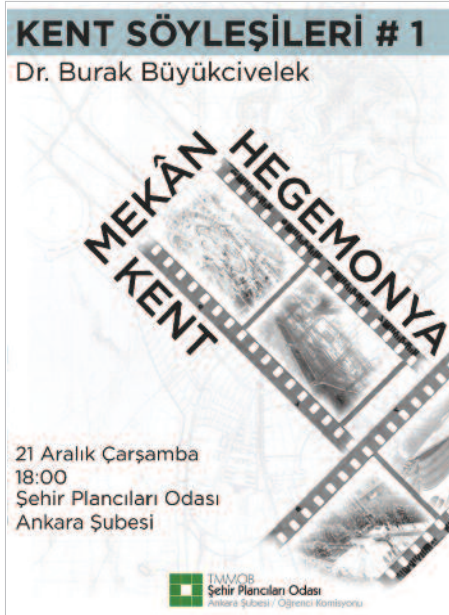 KENT SÖYLEŞİLERİ # 1
Dr. Burak Büyükcivelek
MEKÂN
HEGEMONYA
KENT
21 Aralık Çarşamba
18:00
Şehir Plancıları Odası
Ankara Şubesi
TMMOB
Şehir Plancıları Odası
Ankara Şubesi / Öğrenci Komisyonu